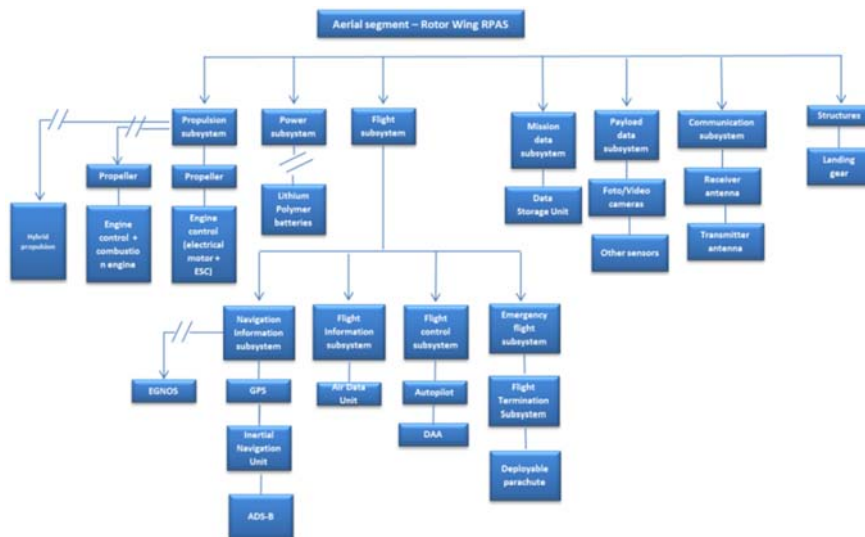 Aerial segment – Rotor Wing RPAS
Propulsion
subsystem
Power
subsystem
Flight
subsystem
Mission
data
subsystem
Payload
data
subsystem
Communication
subsystem
Structures
Propeller
Propeller
Lithium
Polymer
batteries
Data
Storage Unit
Foto/Video
cameras
Receiver
antenna
Landing
gear
Hybrid
propulsion
Engine
control +
combustio
n engine
Engine
control
(electrical
motor +
ESC)
Other sensors
Transmitter
antenna
Navigation
Information
subsystem
Flight
Information
subsystem
Flight
control
subsystem
Emergency
flight
subsystem
EGNOS
GPS
Air Data
Unit
Autopilot
Flight
Termination
Subsystem
Inertial
Navigation
Unit
DAA
Deployable
parachute
ADS-B